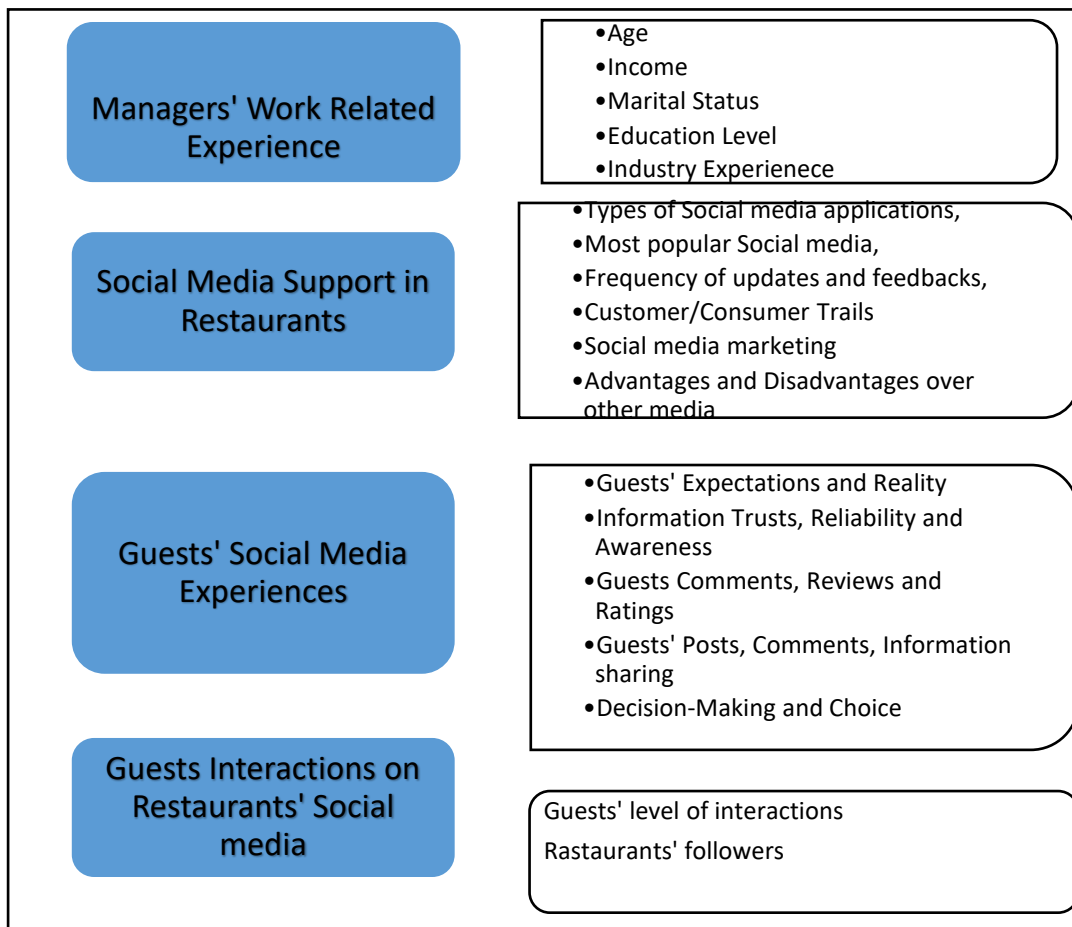 Managers' Work Related
Experience
•Age
•Income
•Marital Status
•Education Level
•Industry Experienece
Social Media Support in
Restaurants
•Types of Social media applications,
•Most popular Social media,
•Frequency of updates and feedbacks,
•Customer/Consumer Trails
•Social media marketing
•Advantages and Disadvantages over
other media
Guests' Social Media
Experiences
•Guests' Expectations and Reality
•Information Trusts, Reliability and
Awareness
•Guests Comments, Reviews and
Ratings
•Guests' Posts, Comments, Information
sharing
•Decision-Making and Choice
Guests Interactions on
Restaurants' Social
media
Guests' level of interactions
Rastaurants' followers